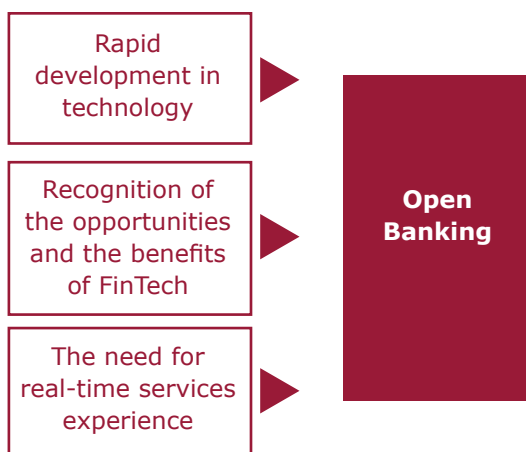 Rapid
development in
technology
Recognition of
the opportunities
and the benefits
of FinTech
The need for
real-time services
experience
Open
Banking